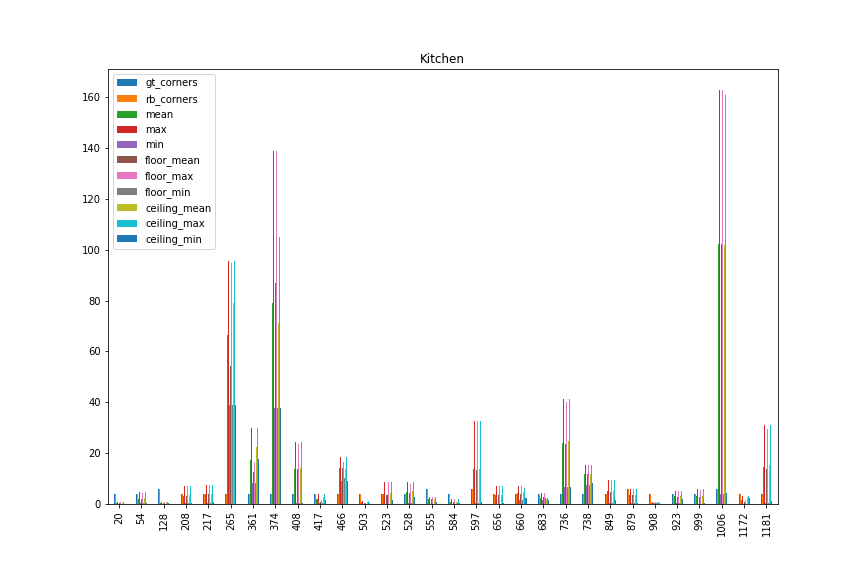 Kitchen
gt_corners
rb_corners
mean
max
min
floor_mean
floor_max
floor_min
ceiling_mean
ceiling_max
ceiling_min
160
140
120
100
80
60
40
20
0
20 54 128 208 217 265 361 374 408 417 466 503 523 528 555 584 597 656 660 683 736 738 849 879 908 923 999 1006 1172 1181